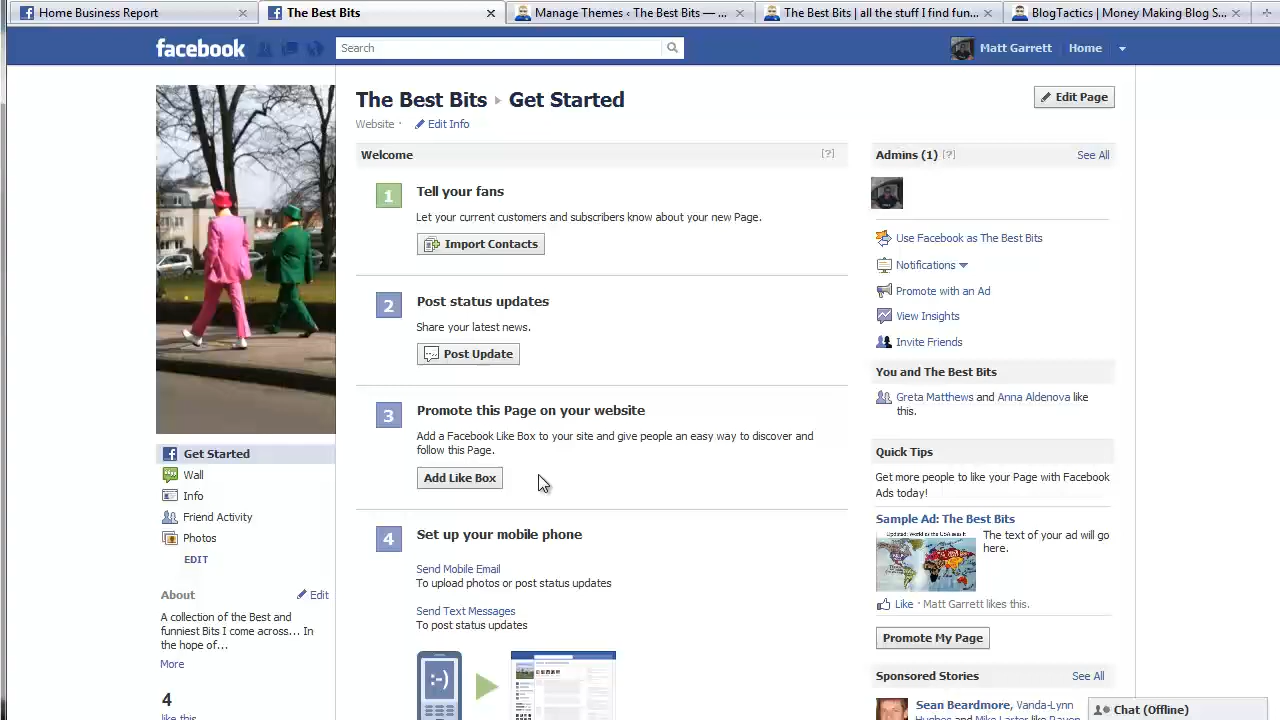 Home Business Report
The Best Bits
Manage Themes ‹ The Best Bits — ...
The Best Bits | all the stuff I find fun...
BlogTactics | Money Making Blog S...
facebook
Search
Matt Garrett
Home
The Best Bits ▸ Get Started
Website ·
Edit Info
Edit Page
Welcome
[?]
1
Tell your fans
Let your current customers and subscribers know about your new Page.
Import Contacts
2
Post status updates
Share your latest news.
Post Update
3
Promote this Page on your website
Add a Facebook Like Box to your site and give people an easy way to discover and
follow this Page.
Add Like Box
4
Set up your mobile phone
Send Mobile Email
To upload photos or post status updates
Send Text Messages
To post status updates
:-)
Get Started
Wall
Info
Friend Activity
Photos
EDIT
About
Edit
A collection of the Best and
funniest Bits I come across... In
the hope of...
More
4
like this
Admins (1) [?]
See All
Use Facebook as The Best Bits
Notifications
Promote with an Ad
View Insights
Invite Friends
You and The Best Bits
Greta Matthews and Anna Aldenova like
this.
Quick Tips
Get more people to like your Page with Facebook
Ads today!
Sample Ad: The Best Bits
The text of your ad will go
here.
Like · Matt Garrett likes this.
Promote My Page
Sponsored Stories
See All
Sean Beardmore, Vanda-Lynn
Hughes and Mike Larter like Raven
Chat (Offline)